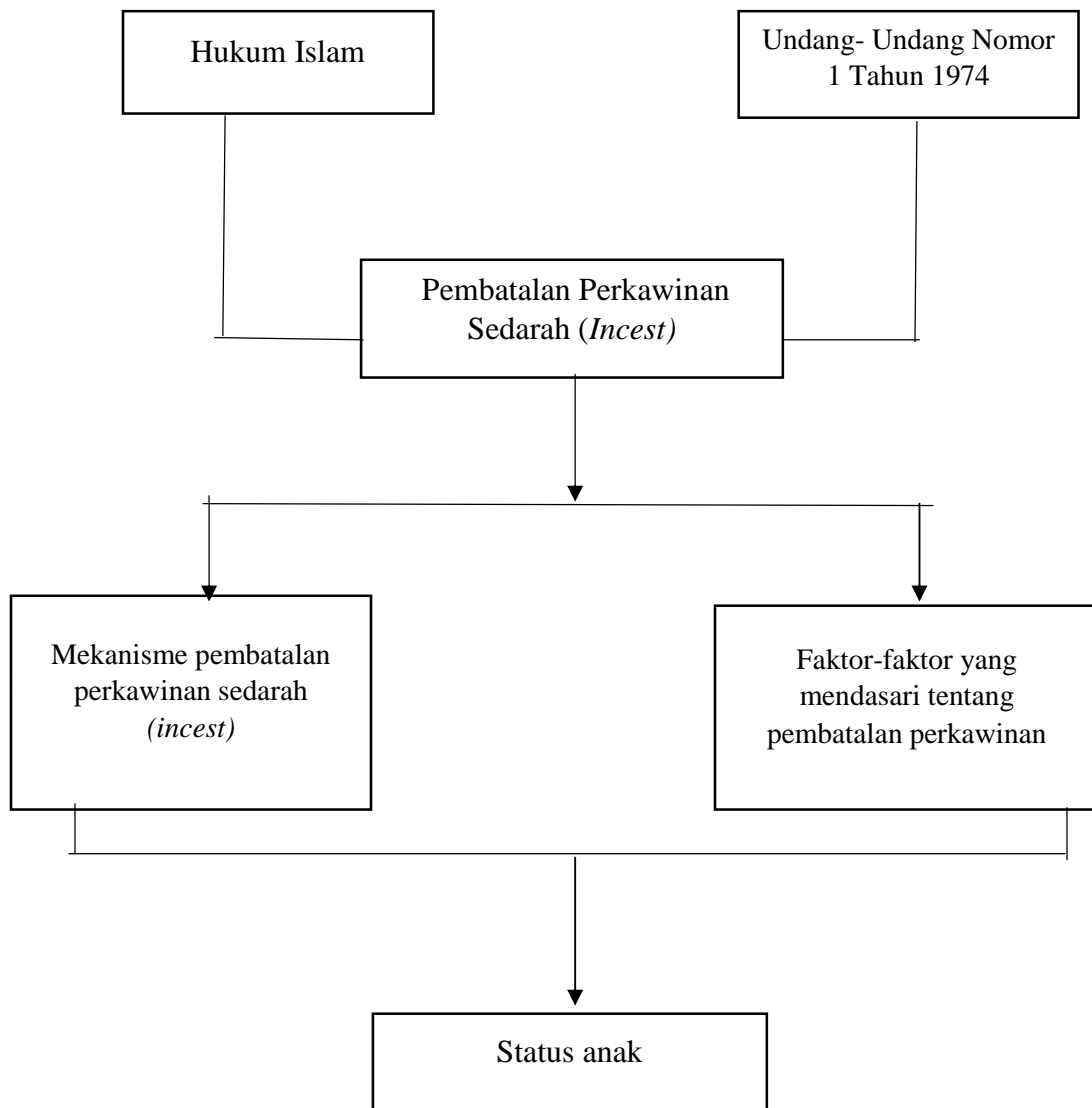 Hukum Islam
Undang- Undang Nomor
1 Tahun 1974
Pembatalan Perkawinan
Sedarah (Incest)
Mekanisme pembatalan
perkawinan sedarah
(incest)
Faktor-faktor yang
mendasari tentang
pembatalan perkawinan
Status anak